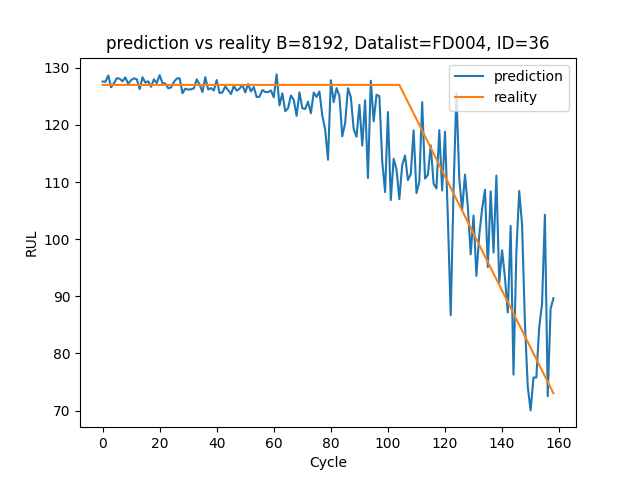 prediction vs reality B=8192, Datalist=FD004, ID=36
130
120
110
100
90
80
70
RUL
prediction
reality
0 20 40 60 80 100 120 140 160
Cycle